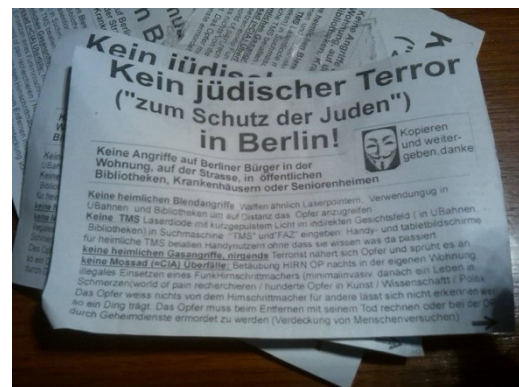 Kein jüdischer Terror
("zum Schutz der Juden")
in Berlin!
Keine Angriffe auf Berliner Bürger in der
Wohnung, auf der Strasse, in öffentlichen
Bibliotheken, Krankenhäusern oder Seniorenheimen
Kopieren
und weiter-
geben,danke
Keine heimlichen Blendangriffe Waffen ähnlich Laserpointern, Verwendungug in
UBahnen und Bibliotheken um auf Distanz das Opfer anzugreifen
Keine TMS Laserdiode mit kurzgepulstem Licht im indirekten Gesichtsfeld ( in UBahnen
Bibliotheken) in Suchmaschine "TMS" und"FAZ" eingeben: Handy- und tabletbildschirme
für heimliche TMS bestialen Handynutzern ohne dass sie wissen was da passiert
keine heimlichen Gasangriffe, nirgends Terrorist nähert sich Opfer und sprüht es an
keine Mossad (=CIA) Überfälle: Betäubung HIRN OP nachts in der eigenen Wohnung,
illegales Einsetzen eines FunkHirnschrittmachers (minimalinvasiv, danach ein Leben in
Schmerzen(world of pain recherchieren / hunderte Opfer in Kunst / Wissenschaft / Politik
Das Opfer weiss nichts von dem Hirnschrittmacher für andere lässt sich nicht erkennen wer
so ein Ding trägt. Das Opfer muss beim Entfernen mit seinem Tod rechnen oder bei der OP
durch Geheimdienste ermordet zu werden (Verdeckung von Menschenversuchen)